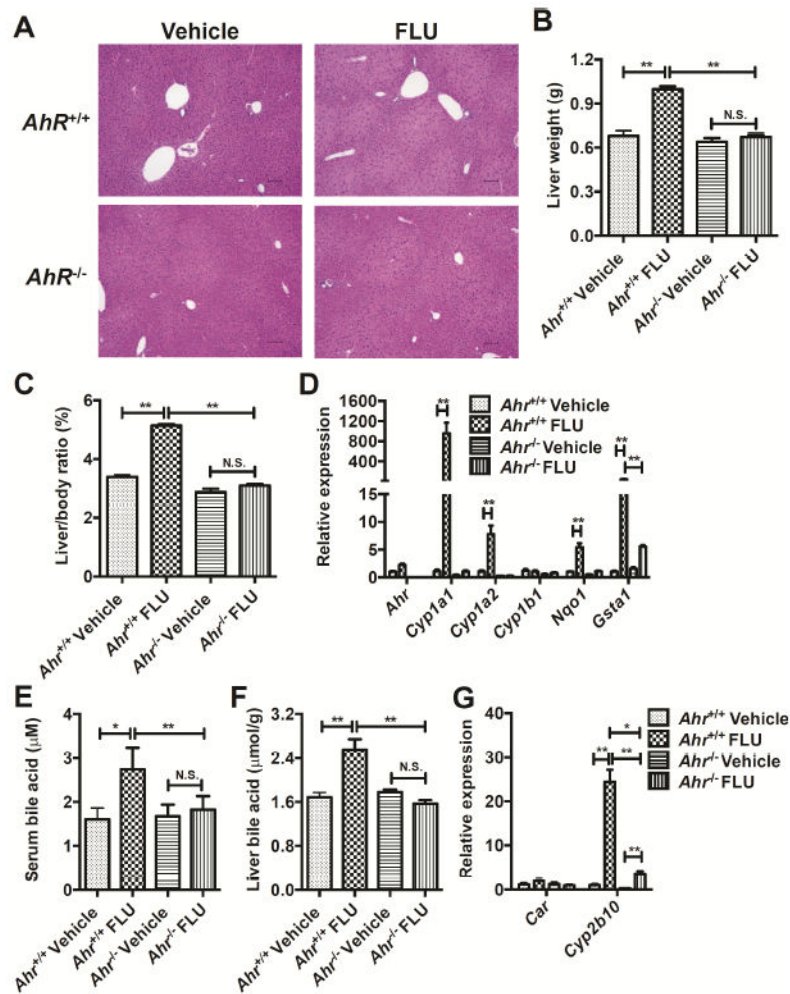 A
Vehicle
FLU
AhR+/+
AhR-/-
B
Liver weight (g)
1.2
0.9
0.6
0.3
0.0
**
**
N.S.
Ahr+/+ Vehicle
Ahr+/+ FLU
Ahr-/- Vehicle
Ahr-/- FLU
C
Liver/body ratio (%)
6
4
2
0
**
**
N.S.
Ahr+/+ Vehicle
Ahr+/+ FLU
Ahr-/- Vehicle
Ahr-/- FLU
D
Relative expression
1600
1200
800
400
15
10
5
0
**
**
**
**
**
Ahr+/+ Vehicle
Ahr+/+ FLU
Ahr-/- Vehicle
Ahr-/- FLU
Ahr
Cyp1a1
Cyp1a2
Cyp1b1
Nqo1
Gsta1
E
Serum bile acid (μM)
4
3
2
1
0
*
**
N.S.
Ahr+/+ Vehicle
Ahr+/+ FLU
Ahr-/- Vehicle
Ahr-/- FLU
F
Liver bile acid (μmol/g)
3.2
2.4
1.6
0.8
0.0
**
**
N.S.
Ahr+/+ Vehicle
Ahr+/+ FLU
Ahr-/- Vehicle
Ahr-/- FLU
G
Relative expression
40
30
20
10
0
*
**
**
**
Ahr+/+ Vehicle
Ahr+/+ FLU
Ahr-/- Vehicle
Ahr-/- FLU
Car
Cyp2b10